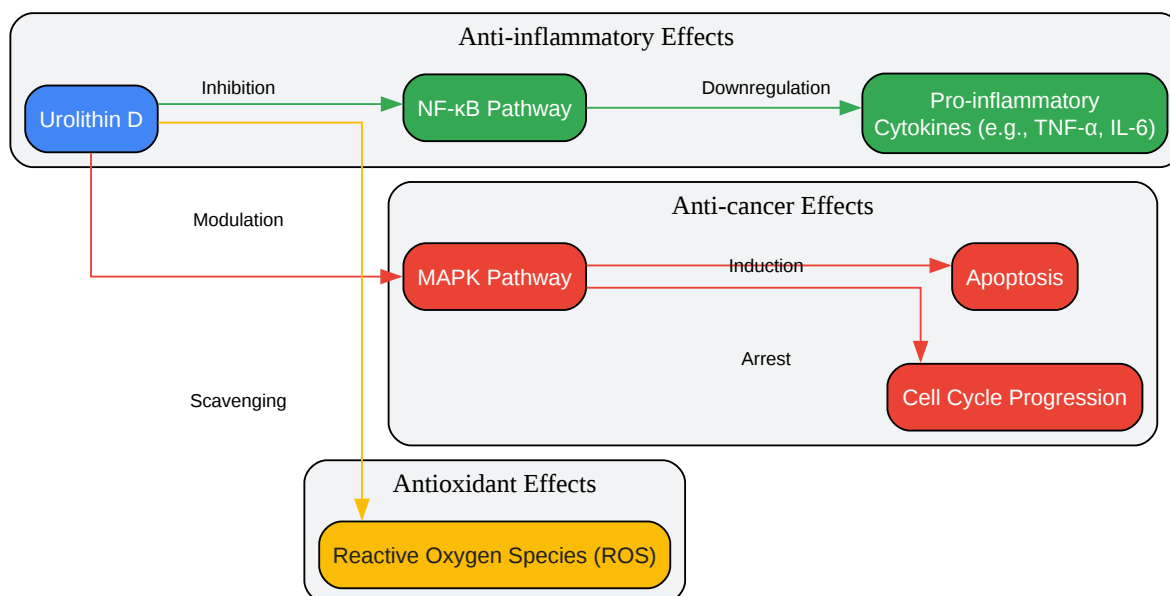 Anti-inflammatory Effects
Urolithin D
Inhibition
NF-κB Pathway
Downregulation
Pro-inflammatory
Cytokines (e.g., TNF-α, IL-6)
Modulation
Anti-cancer Effects
MAPK Pathway
Induction
Apoptosis
Arrest
Cell Cycle Progression
Scavenging
Antioxidant Effects
Reactive Oxygen Species (ROS)